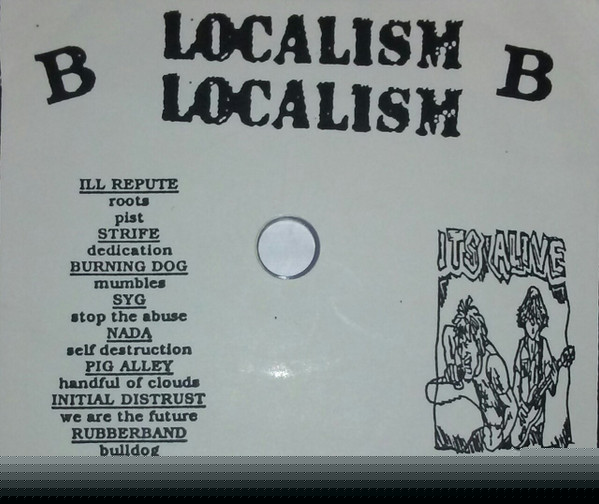 LOCALISM
B B
LOCALISM
ILL REPUTE
roots
pist
STRIFE
dedication
BURNING DOG
mumbles
SYG
stop the abuse
NADA
self destruction
PIG ALLEY
handful of clouds
INITIAL DISTRUST
we are the future
RUBBERBAND
bulldog
ITS ALIVE